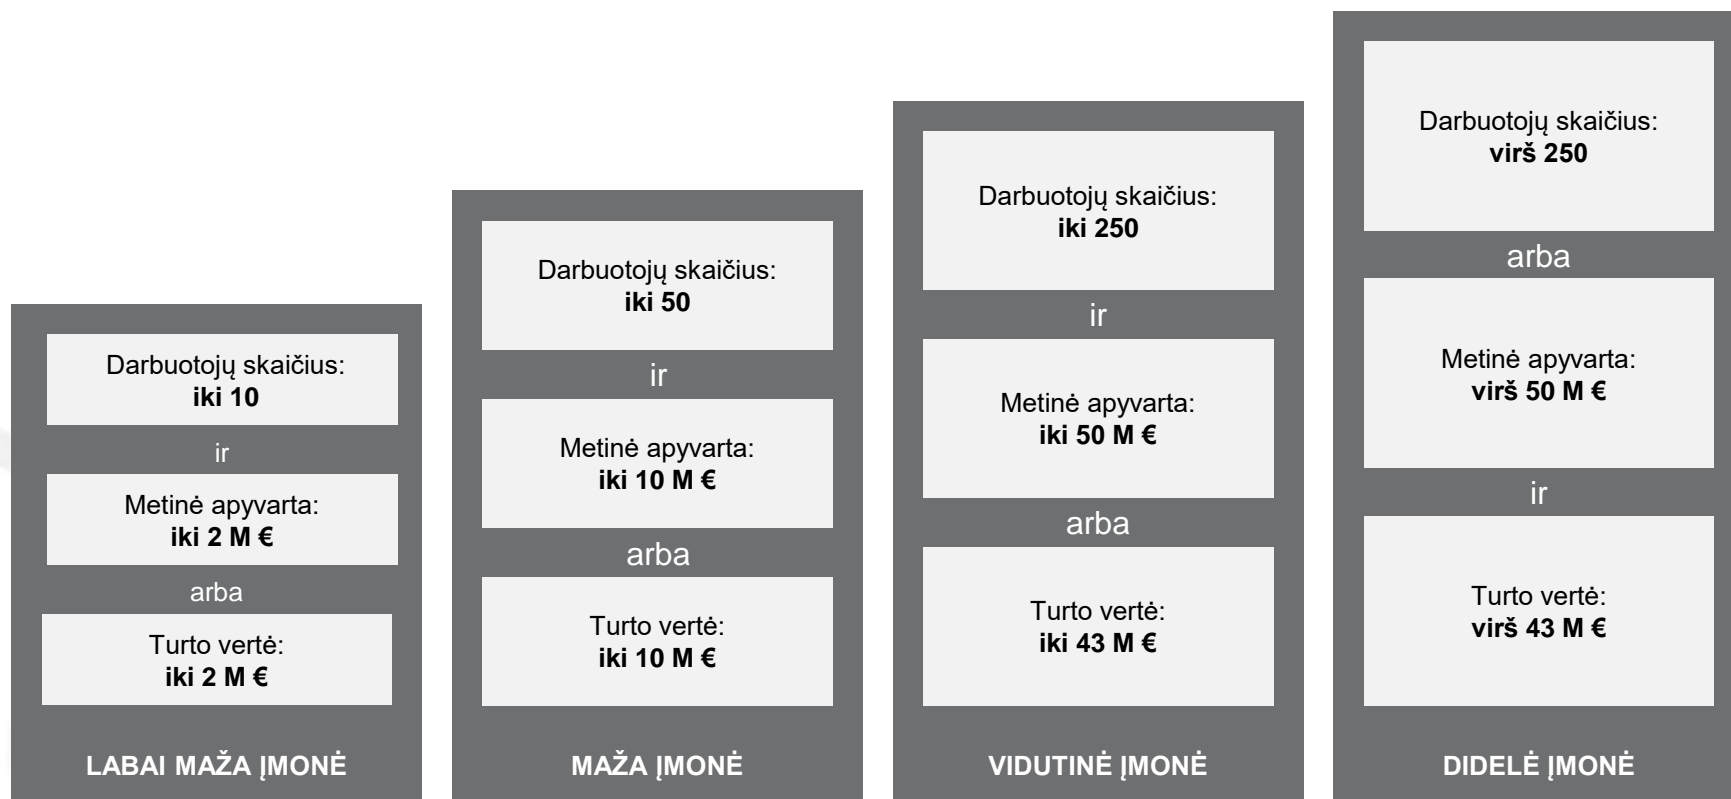 Darbuotojų skaičius:
iki 10
ir
Metinė apyvarta:
iki 2 M €
arba
Turto vertė:
iki 2 M €
LABAI MAŽA ĮMONĖ
Darbuotojų skaičius:
iki 50
ir
Metinė apyvarta:
iki 10 M €
arba
Turto vertė:
iki 10 M €
MAŽA ĮMONĖ
Darbuotojų skaičius:
iki 250
ir
Metinė apyvarta:
iki 50 M €
arba
Turto vertė:
iki 43 M €
VIDUTINĖ ĮMONĖ
Darbuotojų skaičius:
virš 250
arba
Metinė apyvarta:
virš 50 M €
ir
Turto vertė:
virš 43 M €
DIDELĖ ĮMONĖ